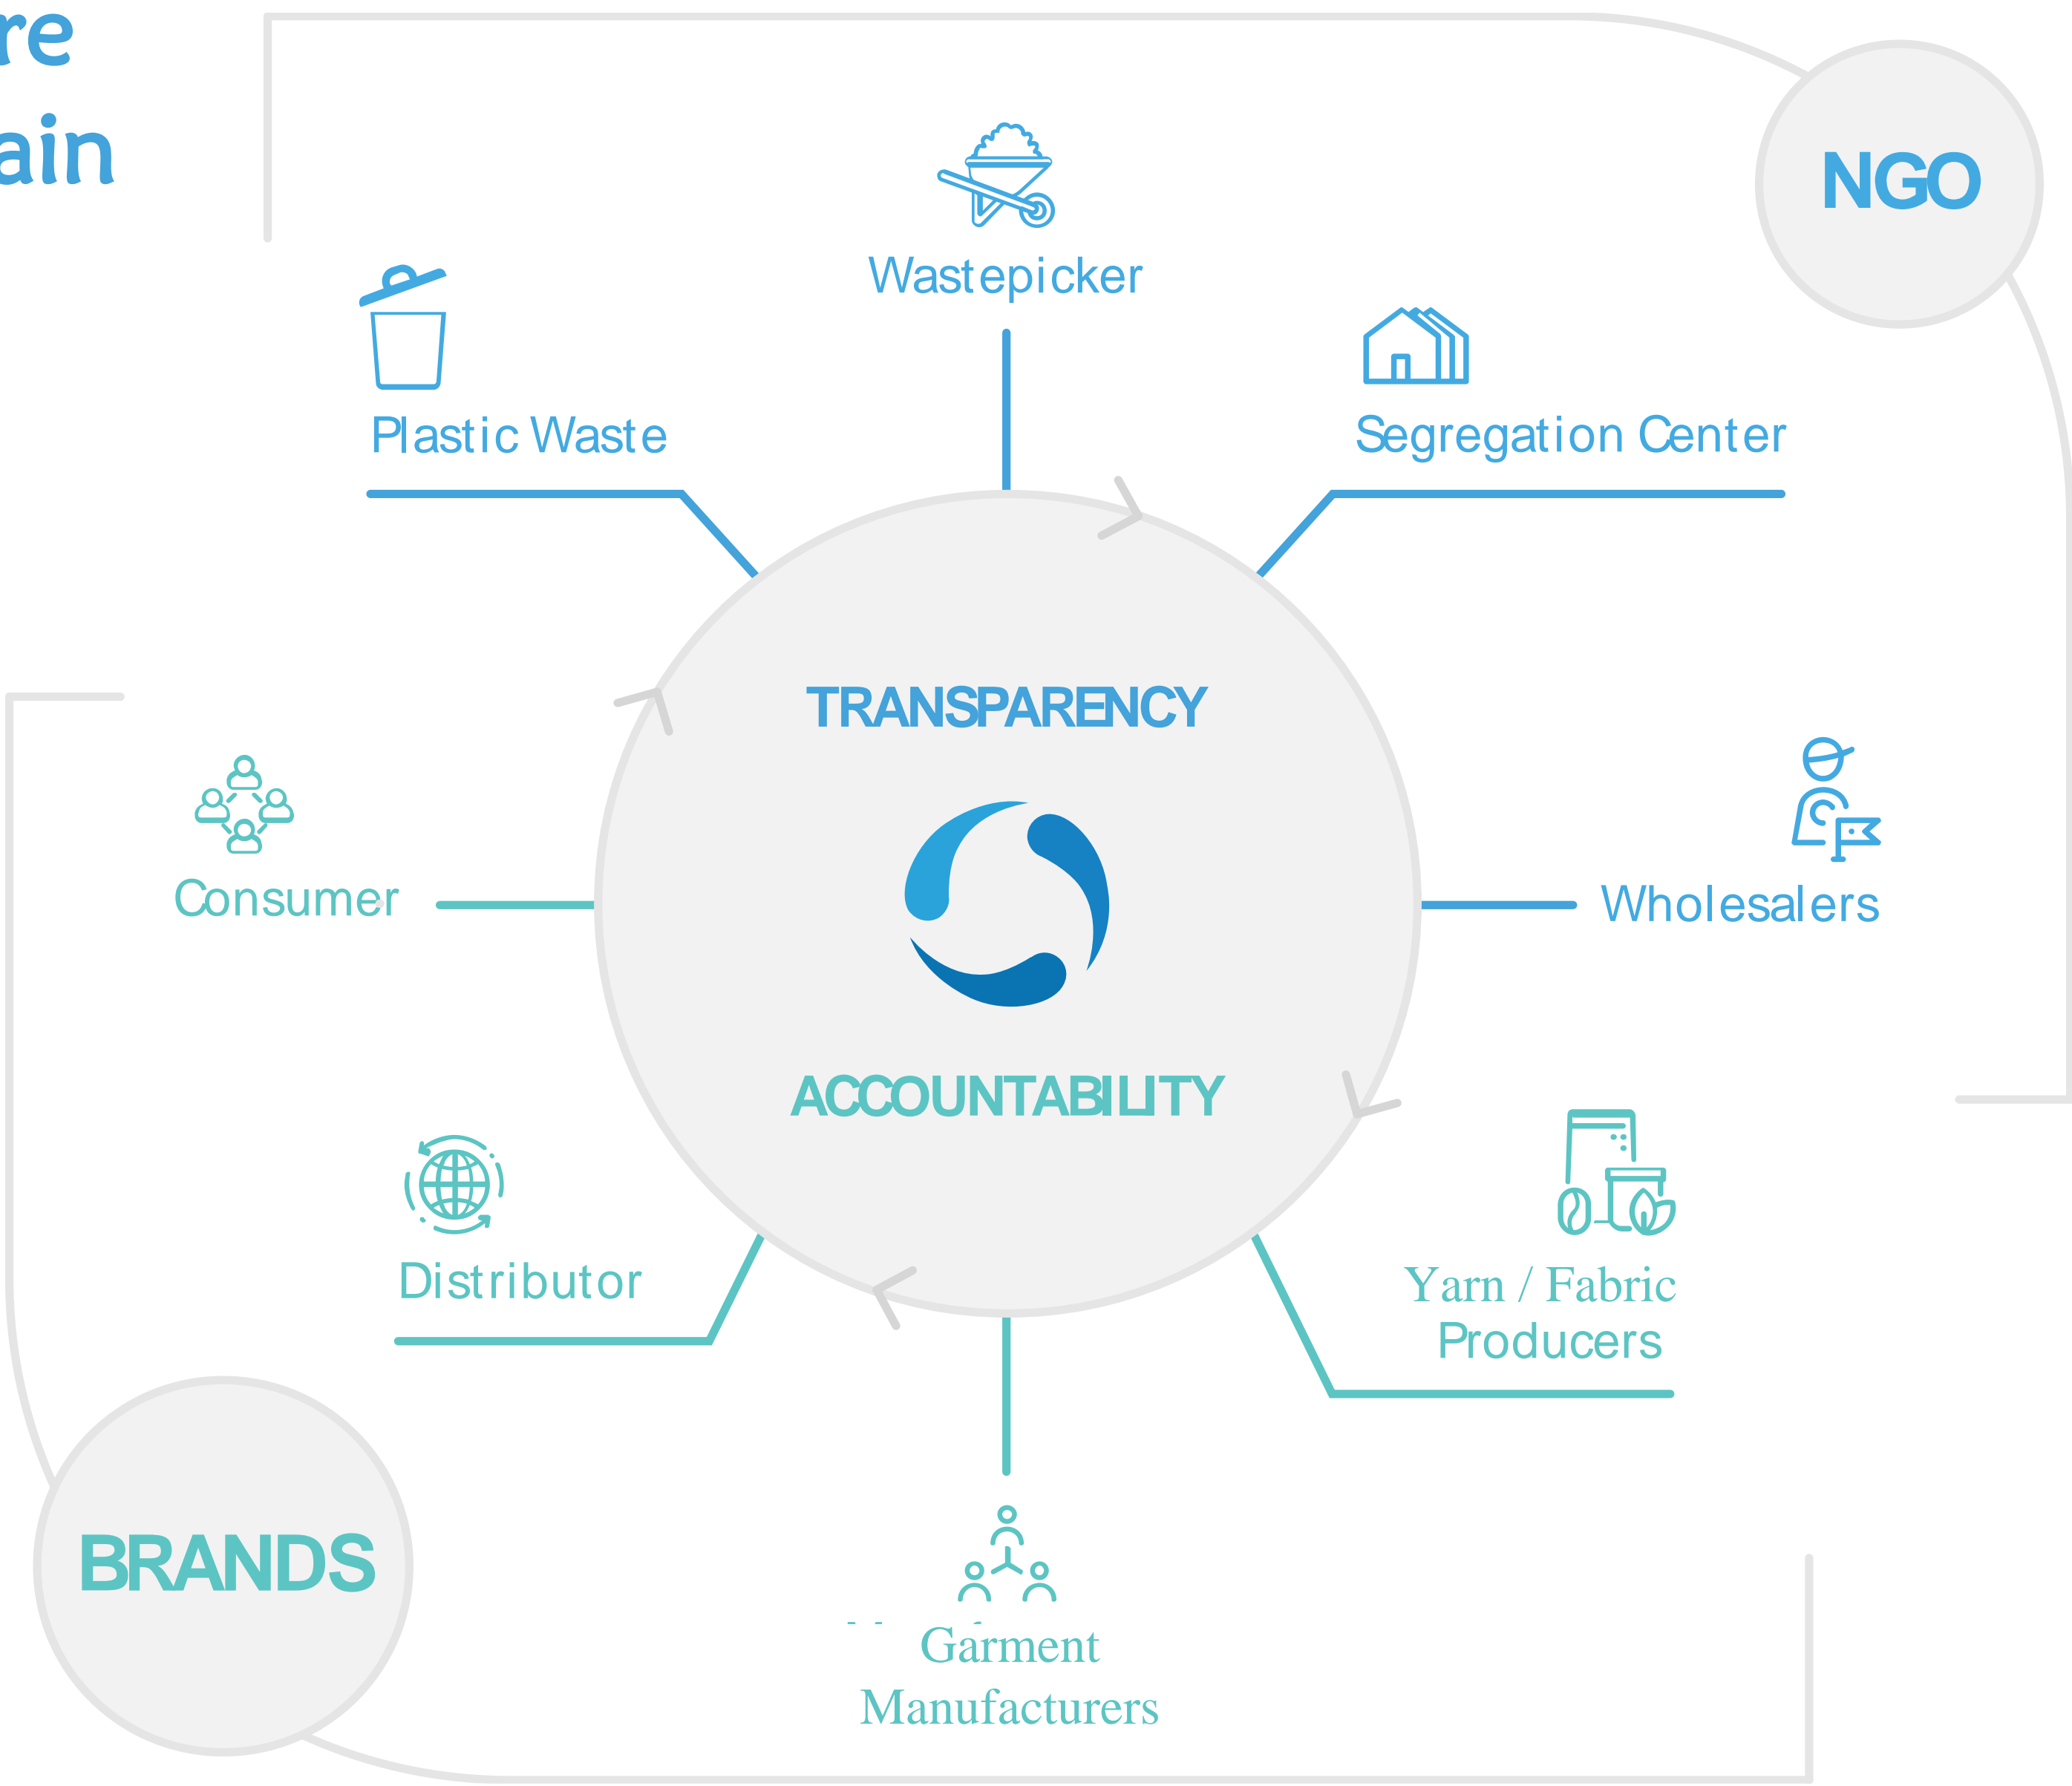 re
ain
NGO
Wastepicker
Plastic Waste
Segregation Center
TRANSPARENCY
Consumer
Wholesalers
ACCOUNTABILITY
Distributor
Yarn / Fabric
Producers
BRANDS
Garment
Manufacturers